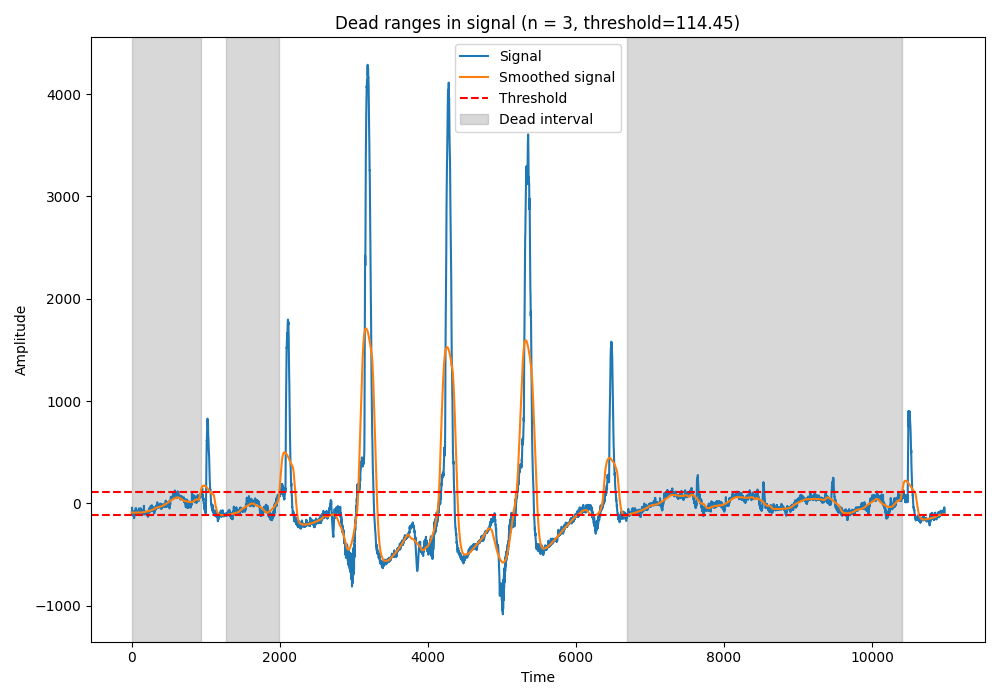 Dead ranges in signal (n = 3, threshold=114.45)
Signal
Smoothed signal
Threshold
Dead interval
Amplitude
4000
3000
2000
1000
0
−1000
0
2000
4000
6000
8000
10000
Time